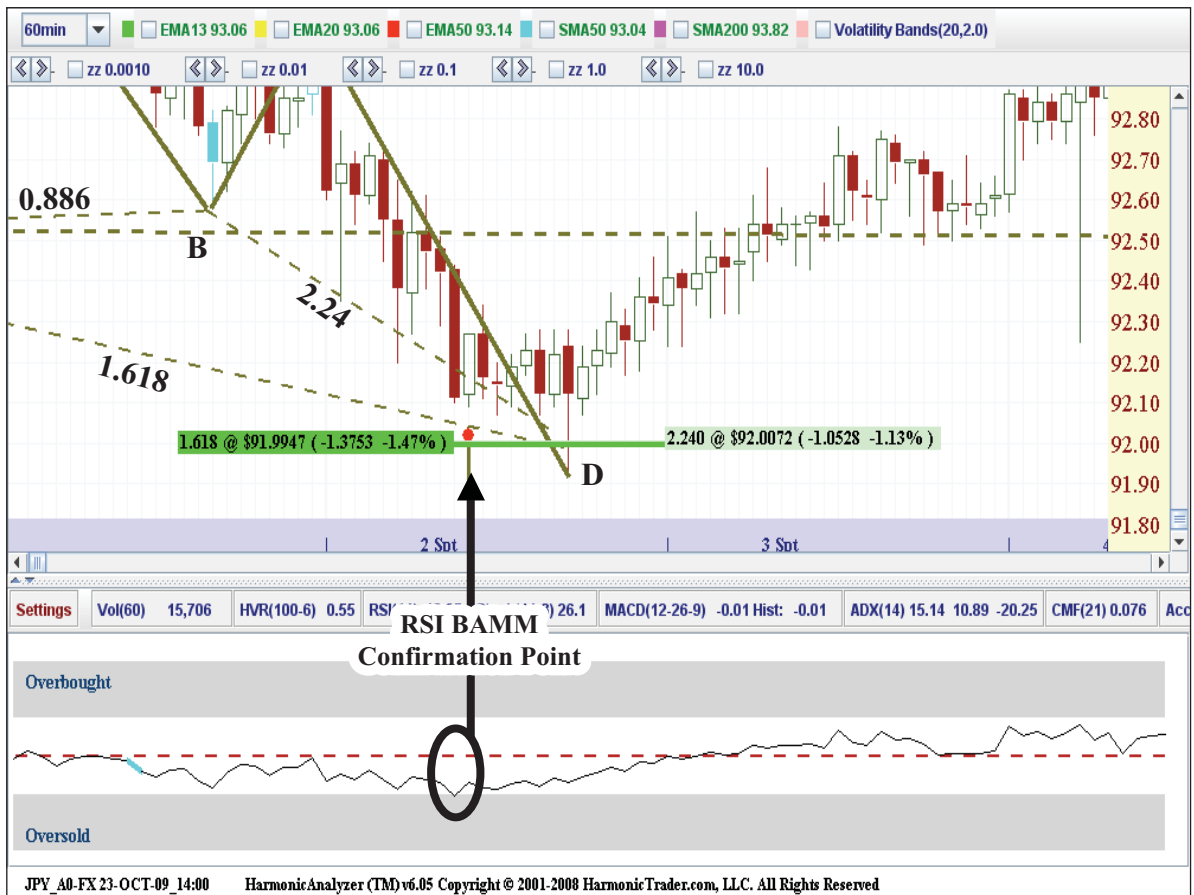 60min EMA13 93.06 EMA20 93.06 EMA50 93.14 SMA50 93.04 SMA200 93.82 Volatility Bands(20,2.0)
zz 0.0010 zz 0.01 zz 0.1 zz 1.0 zz 10.0
92.80
92.70
0.886
92.60
B
92.50
92.40
2.24
92.30
1.618
92.20
92.10
1.618 @ $91.9947 ( -1.3753 -1.47% )
2.240 @ $92.0072 ( -1.0528 -1.13% )
92.00
D
91.90
91.80
2 Spt 3 Spt
Settings Vol(60) 15,706 HVR(100-6) 0.55 26.1 MACD(12-26-9) -0.01 Hist: -0.01 ADX(14) 15.14 10.89 -20.25 CMF(21) 0.076 Acc
RSI BAMM
Confirmation Point
Overbought
Oversold
JPY_A0-FX 23-OCT-09_14:00 HarmonicAnalyzer (TM) v6.05 Copyright © 2001-2008 HarmonicTrader.com, LLC. All Rights Reserved